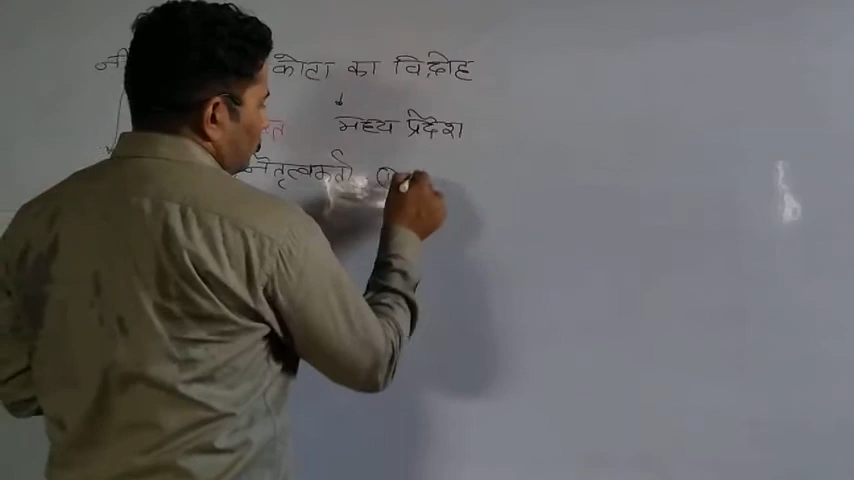 कोटा का विद्रोह
मध्य प्रदेश
नेतृत्वकर्ता